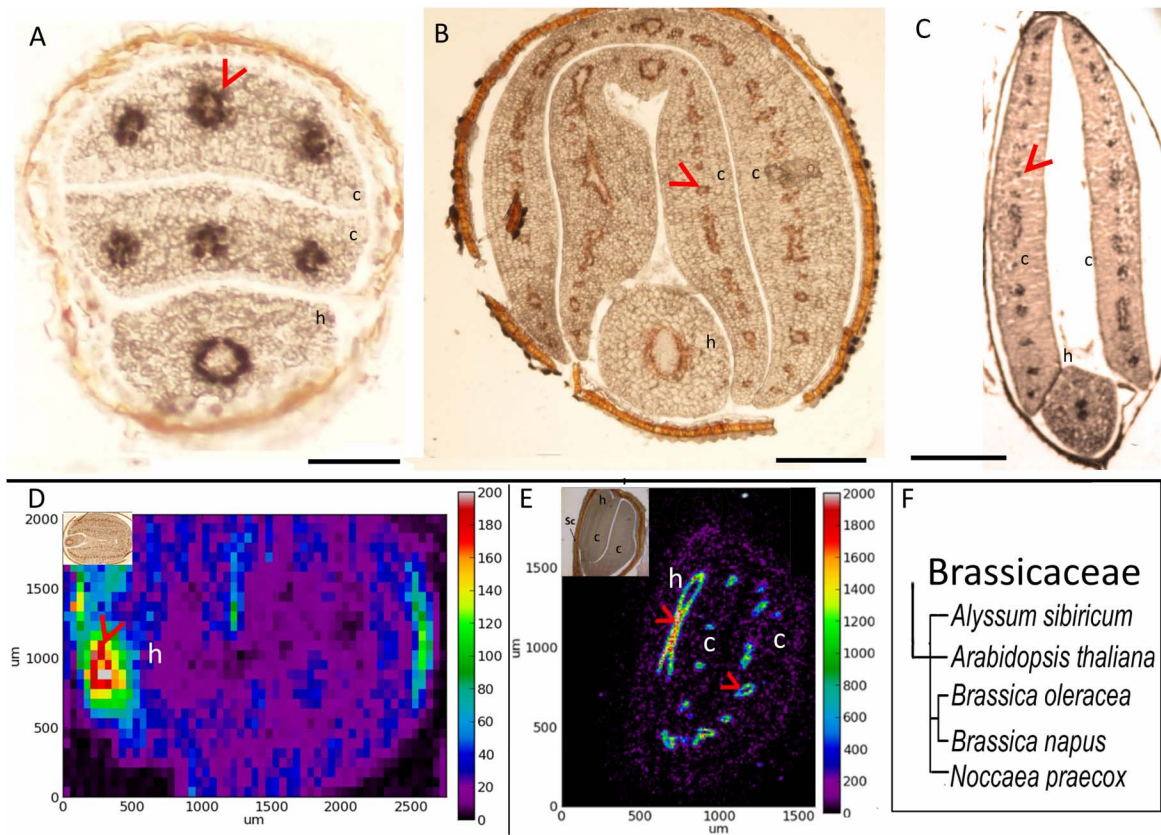 A
c
c
h
B
c
c
h
C
c
c
h
D
2000
1500
1000
500
0
um
h
0
500
1000
1500
2000
2500
um
200
180
160
140
120
100
80
60
40
20
0
E
h
Sc
c
c
1500
1000
500
0
um
h
c
c
0
500
1000
1500
um
2000
1800
1600
1400
1200
1000
800
600
400
200
0
F
Brassicaceae
Alyssum sibiricum
Arabidopsis thaliana
Brassica oleracea
Brassica napus
Noccaea praecox